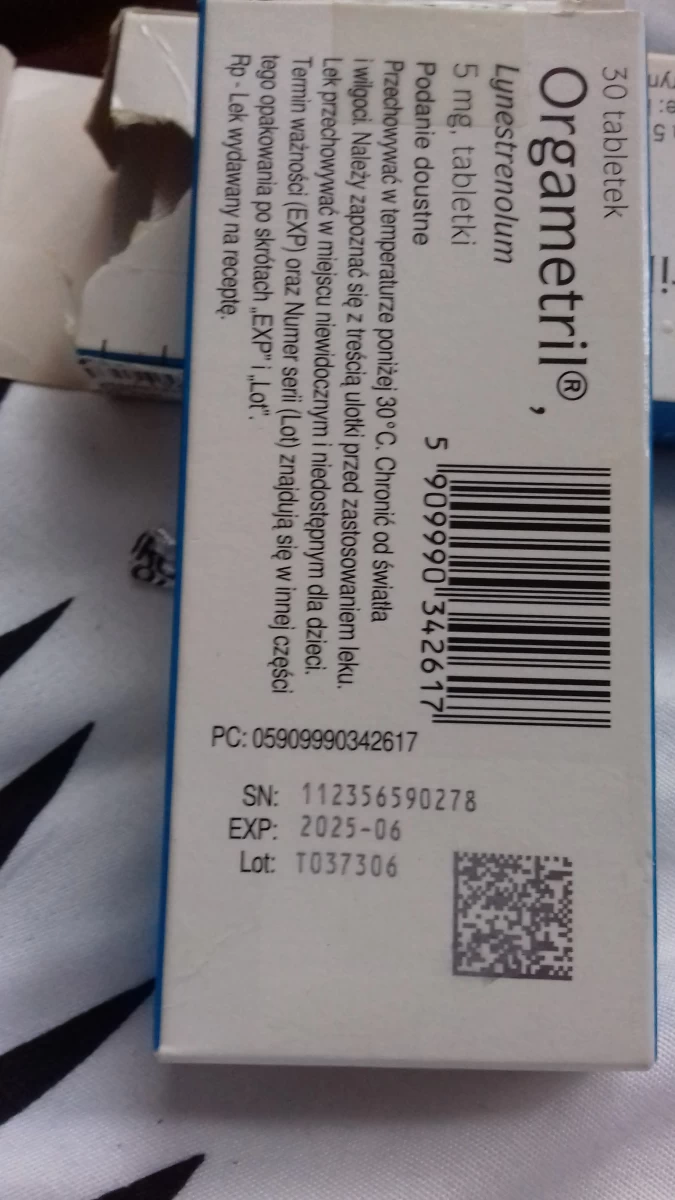 30 tabletek
Orgametril®,
Lynestrenolum
5 mg, tabletki
Podanie doustne
Przechowywać w temperaturze poniżej 30°C. Chronić od światła
i wilgoci. Należy zapoznać się z treścią ulotki przed zastosowaniem leku.
Lek przechowywać w miejscu niewidocznym i niedostępnym dla dzieci.
Termin ważności (EXP) oraz Numer serii (Lot) znajdują się w innej części
tego opakowania po skrótach „EXP" i „Lot".
Rp - Lek wydawany na receptę.
5 909990 342617
PC: 05909990342617
SN: 112356590278
EXP: 2025-06
Lot: T037306